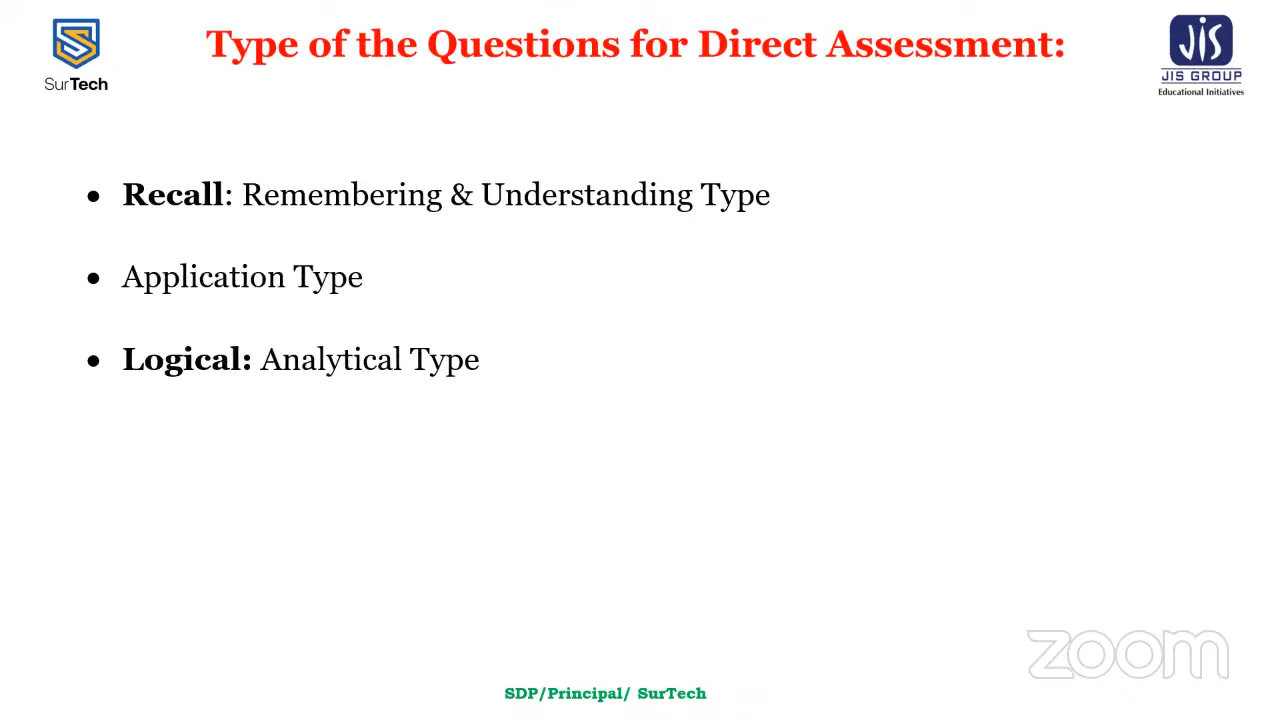 Type of the Questions for Direct Assessment:
SurTech
JIS
JIS GROUP
Educational Initiatives
• Recall: Remembering & Understanding Type
• Application Type
• Logical: Analytical Type
zoom
SDP/Principal/ SurTech